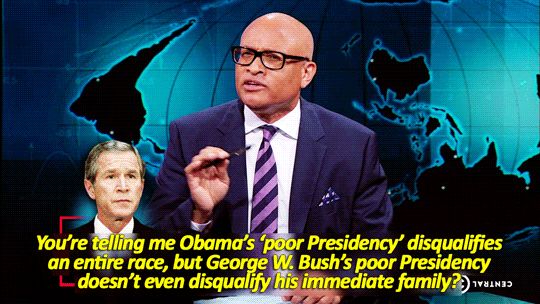 You're telling me Obama's 'poor Presidency' disqualifies
an entire race, but George W. Bush's poor Presidency
doesn't even disqualify his immediate family?
CENTRAL